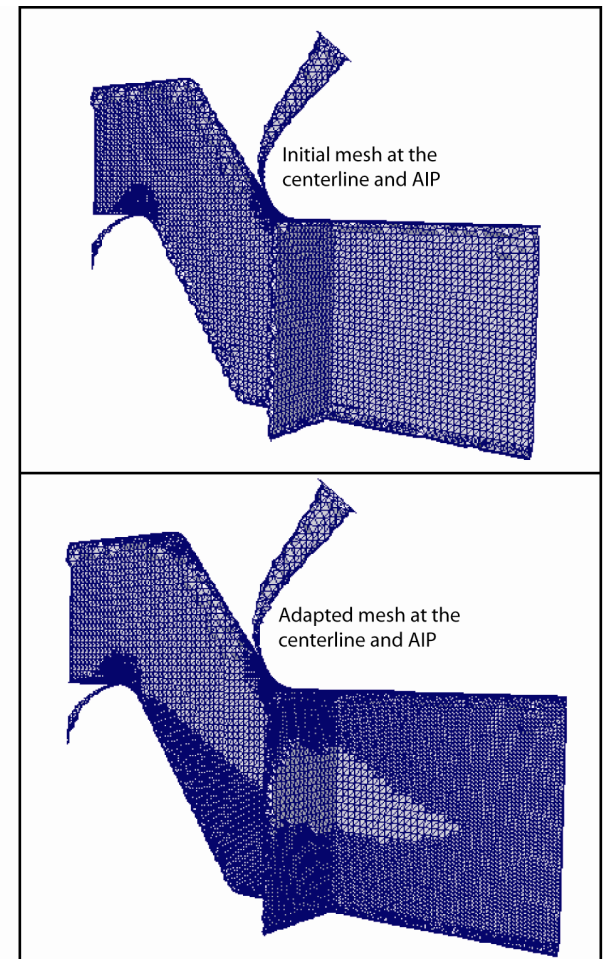 Initial mesh at the
centerline and AIP
Adapted mesh at the
centerline and AIP